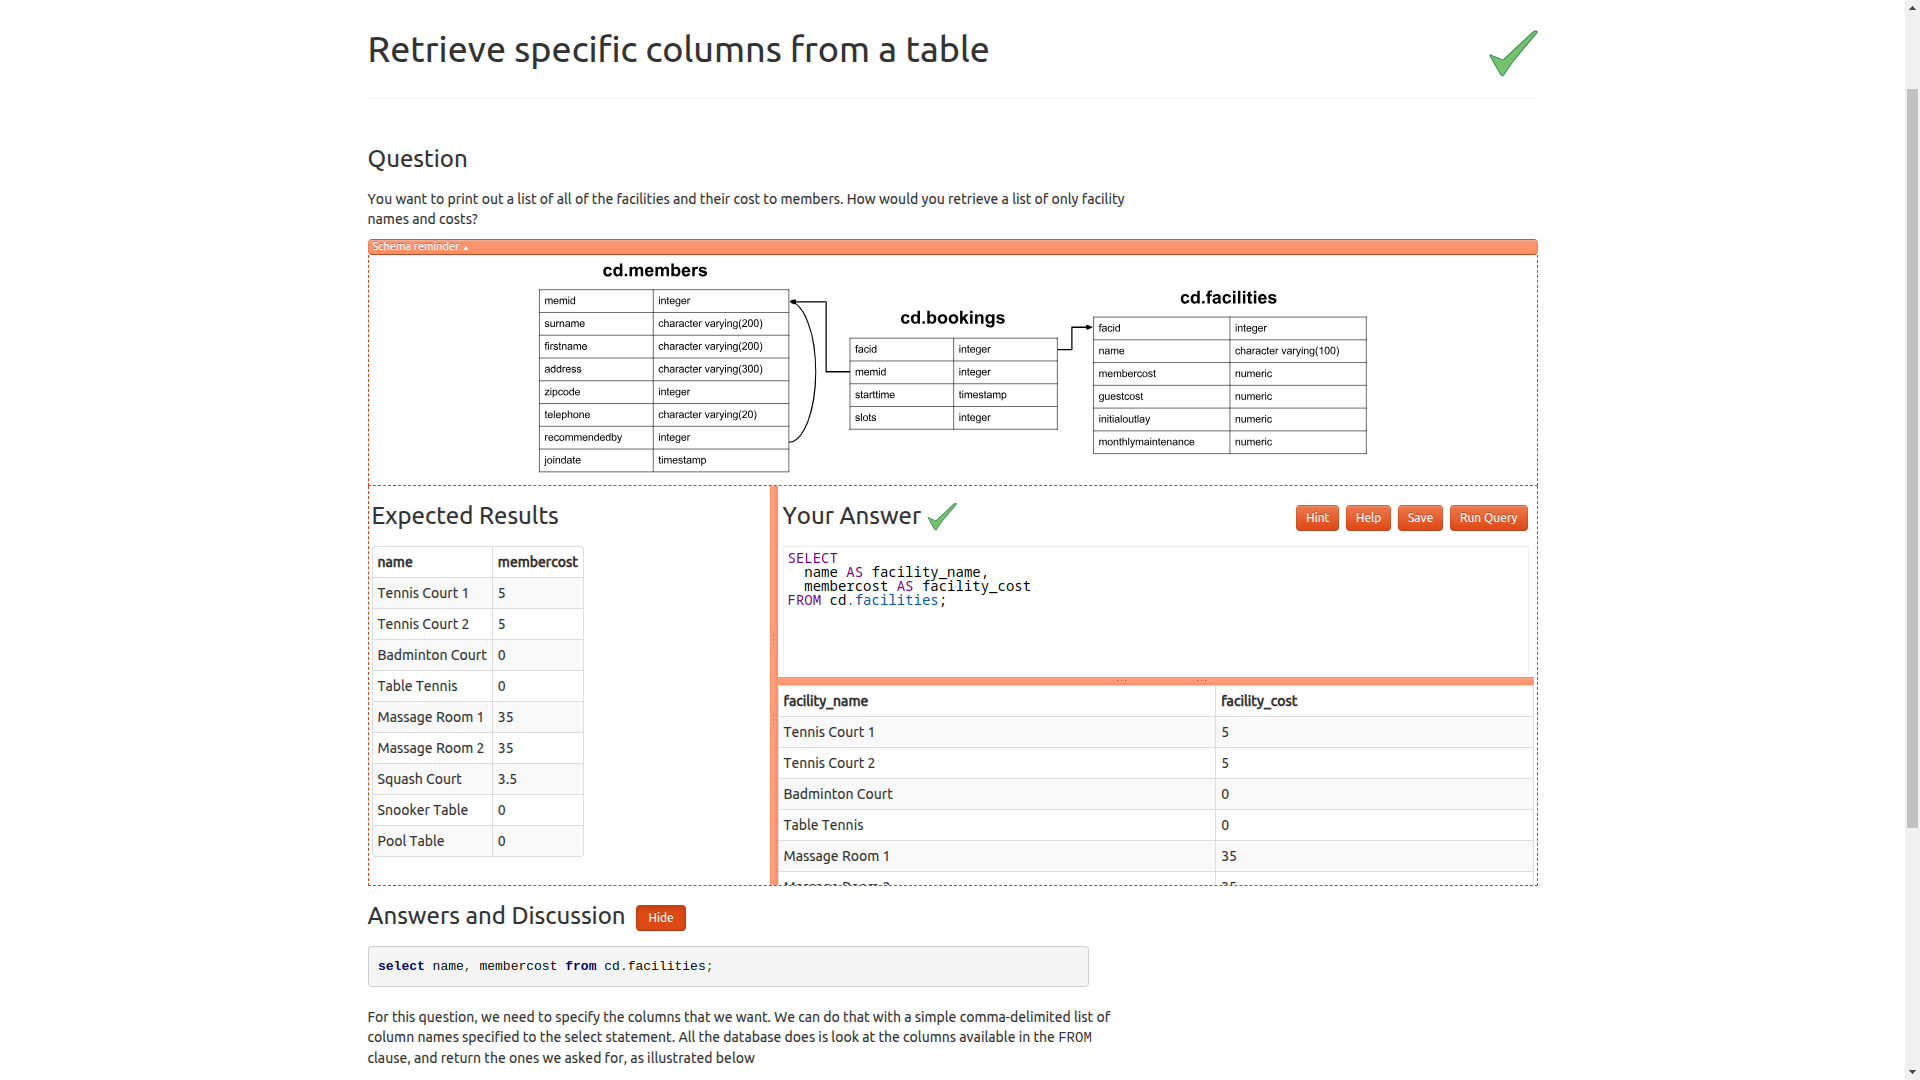 Retrieve specific columns from a table
Question
You want to print out a list of all of the facilities and their cost to members. How would you retrieve a list of only facility
names and costs?
Schema reminder ▴
cd.members
memid integer
surname character varying(200)
firstname character varying(200)
address character varying(300)
zipcode integer
telephone character varying(20)
recommendedby integer
joindate timestamp
cd.bookings
facid integer
memid integer
starttime timestamp
slots integer
cd.facilities
facid integer
name character varying(100)
membercost numeric
guestcost numeric
initialoutlay numeric
monthlymaintenance numeric
Expected Results
name membercost
Tennis Court 1 5
Tennis Court 2 5
Badminton Court 0
Table Tennis 0
Massage Room 1 35
Massage Room 2 35
Squash Court 3.5
Snooker Table 0
Pool Table 0
Your Answer
Hint Help Save Run Query
SELECT
name AS facility_name,
membercost AS facility_cost
FROM cd.facilities;
facility_name facility_cost
Tennis Court 1 5
Tennis Court 2 5
Badminton Court 0
Table Tennis 0
Massage Room 1 35
Massage Room 2 35
Answers and Discussion Hide
select name, membercost from cd.facilities;
For this question, we need to specify the columns that we want. We can do that with a simple comma-delimited list of
column names specified to the select statement. All the database does is look at the columns available in the FROM
clause, and return the ones we asked for, as illustrated below